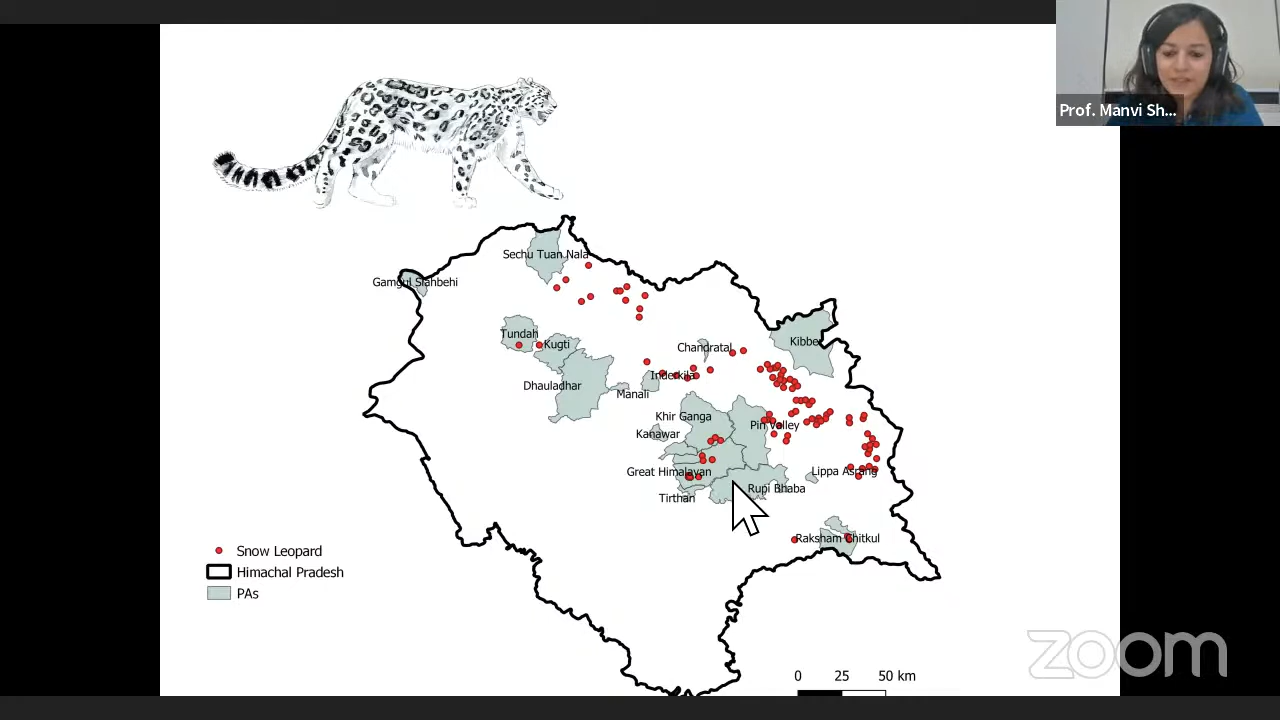 Prof. Manvi Sh...
Sechu Tuan Nala
Gamgul Siahbehi
Tundah
Kugti
Chandratal
Kibber
Inderkila
Dhauladhar
Manali
Khir Ganga
Pin Valley
Kanawar
Great Himalayan
Lippa Asrang
Rupi Bhaba
Tirthan
Raksham Chitkul
Snow Leopard
Himachal Pradesh
PAs
0 25 50 km
zoom